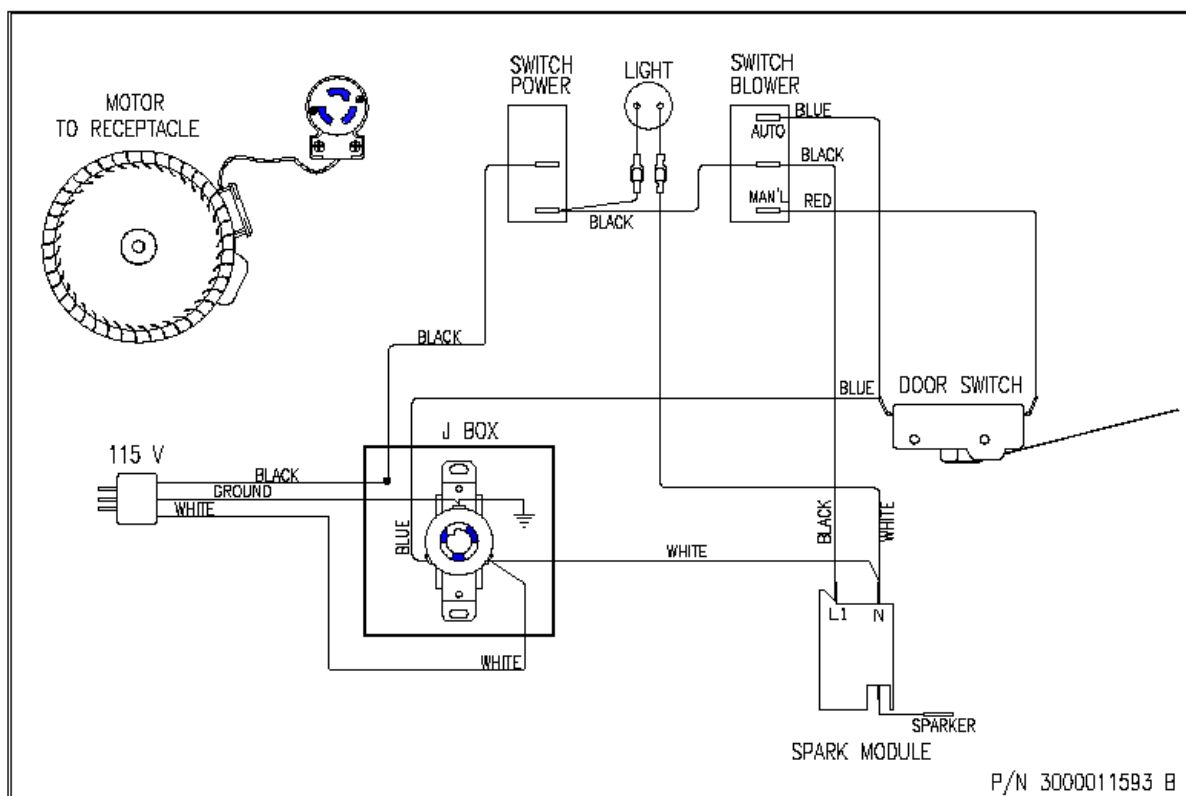 MOTOR
TO RECEPTACLE
SWITCH
POWER
LIGHT
SWITCH
BLOWER
AUTO
BLUE
BLACK
MAN'L
RED
BLACK
BLACK
BLUE
DOOR SWITCH
J BOX
115 V
BLACK
GROUND
WHITE
BLUE
WHITE
BLACK
WHITE
WHITE
L1
N
SPARKER
SPARK MODULE
P/N 3000011593 B